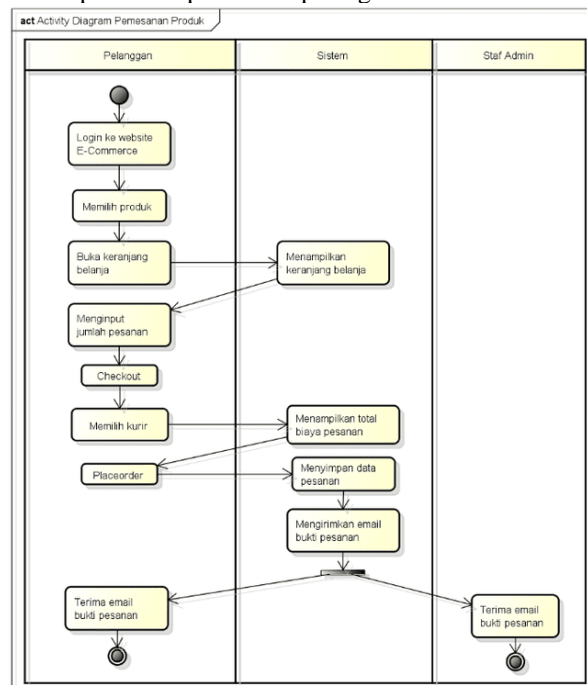 act Activity Diagram Pemesanan Produk
Pelanggan
Sistem
Staf Admin
Login ke website
E-Commerce
Memilih produk
Buka keranjang
belanja
Menampilkan
keranjang belanja
Menginput
jumlah pesanan
Checkout
Memilih kurir
Menampilkan total
biaya pesanan
Placeorder
Menyimpan data
pesanan
Mengirimkan email
bukti pesanan
Terima email
bukti pesanan
Terima email
bukti pesanan